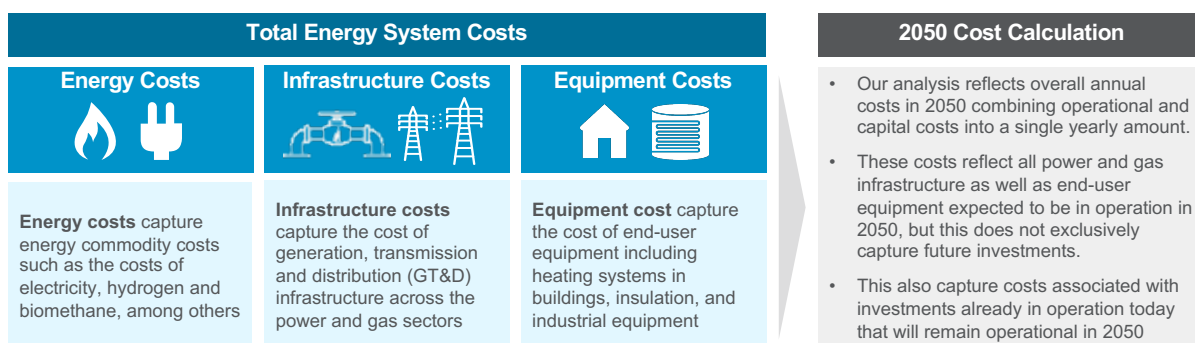 Total Energy System Costs
Energy Costs
Energy costs capture
energy commodity costs
such as the costs of
electricity, hydrogen and
biomethane, among others
Infrastructure Costs
Infrastructure costs
capture the cost of
generation, transmission
and distribution (GT&D)
infrastructure across the
power and gas sectors
Equipment Costs
Equipment cost capture
the cost of end-user
equipment including
heating systems in
buildings, insulation, and
industrial equipment
2050 Cost Calculation
• Our analysis reflects overall annual
costs in 2050 combining operational and
capital costs into a single yearly amount.
• These costs reflect all power and gas
infrastructure as well as end-user
equipment expected to be in operation in
2050, but this does not exclusively
capture future investments.
• This also capture costs associated with
investments already in operation today
that will remain operational in 2050